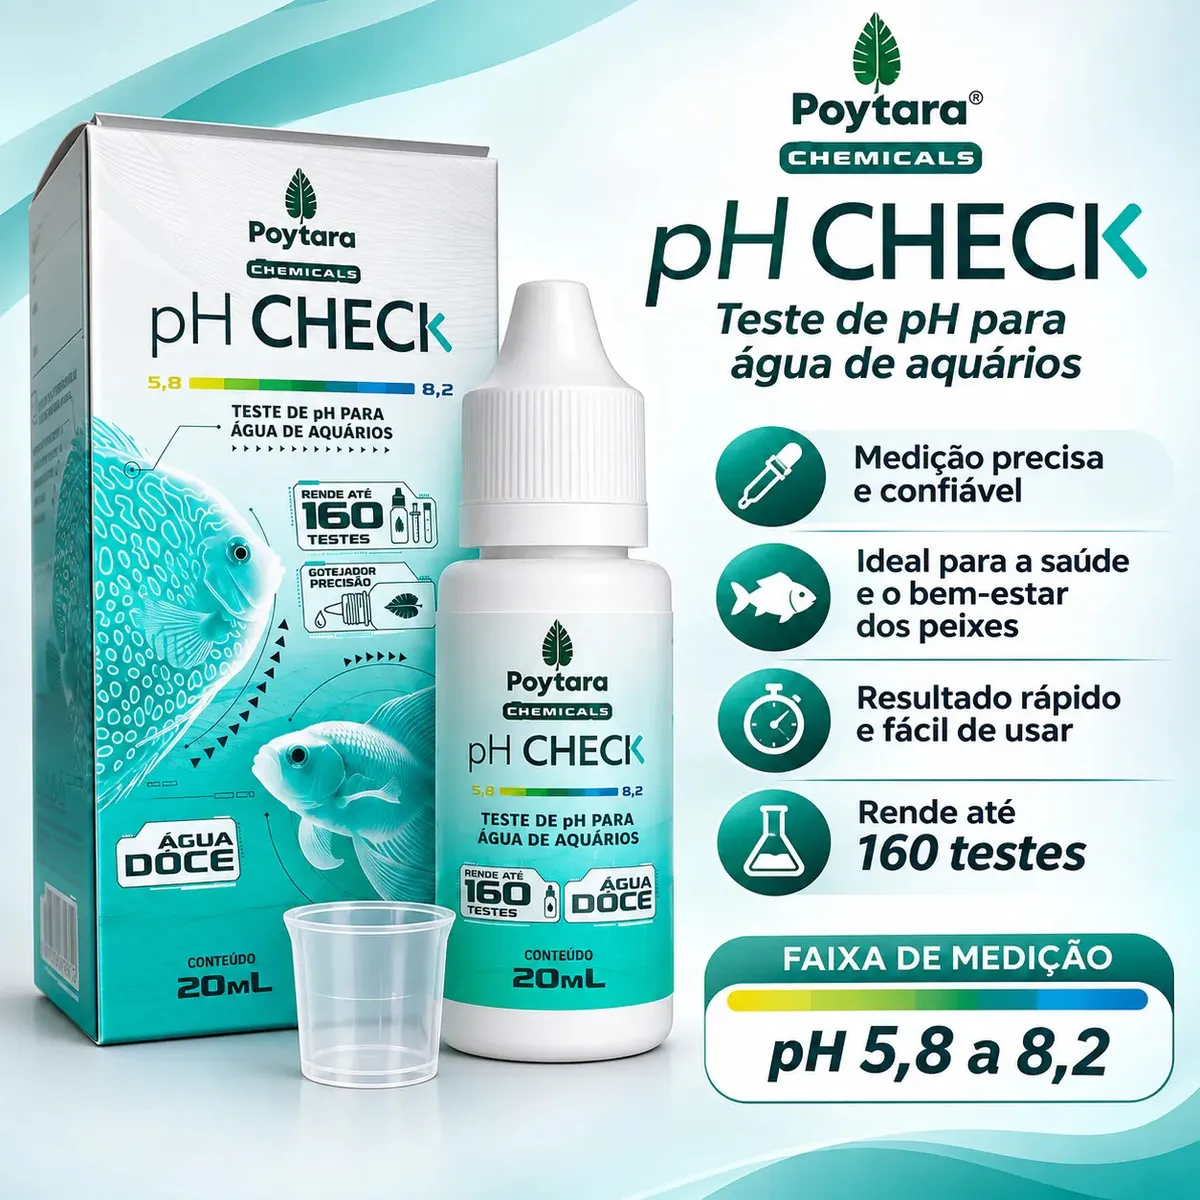 Poytara
CHEMICALS
pH CHECK
5,8
8,2
TESTE DE pH PARA
ÁGUA DE AQUÁRIOS
RENDE ATÉ
160
TESTES
GOTEJADOR
PRECISÃO
ÁGUA
DOCE
CONTEÚDO
20mL
Poytara
CHEMICALS
pH CHECK
5,8
8,2
TESTE DE pH PARA
ÁGUA DE AQUÁRIOS
RENDE ATÉ
160
TESTES
ÁGUA
DOCE
CONTEÚDO
20mL
Poytara®
CHEMICALS
pH CHECK
Teste de pH para
água de aquários
Medição precisa
e confiável
Ideal para a saúde
e o bem-estar
dos peixes
Resultado rápido
e fácil de usar
Rende até
160 testes
FAIXA DE MEDIÇÃO
pH 5,8 a 8,2